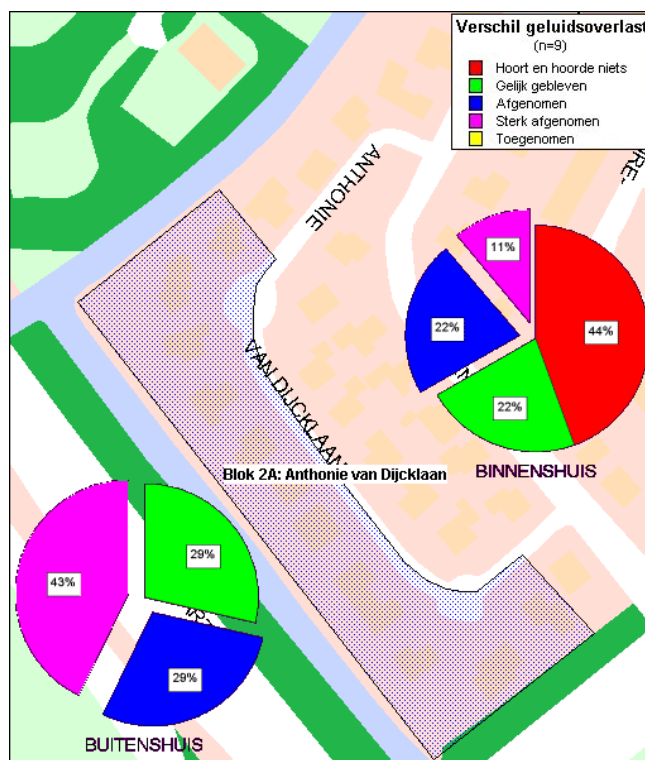 Verschil geluidsoverlast
(n=9)
Hoort en hoorde niets
Gelijk gebleven
Afgenomen
Sterk afgenomen
Toegenomen
ANTHONIE
VAN DIJCKLAAN
11%
22%
44%
22%
BINNENSHUIS
Blok 2A: Anthonie van Dijcklaan
43%
29%
29%
BUITENSHUIS